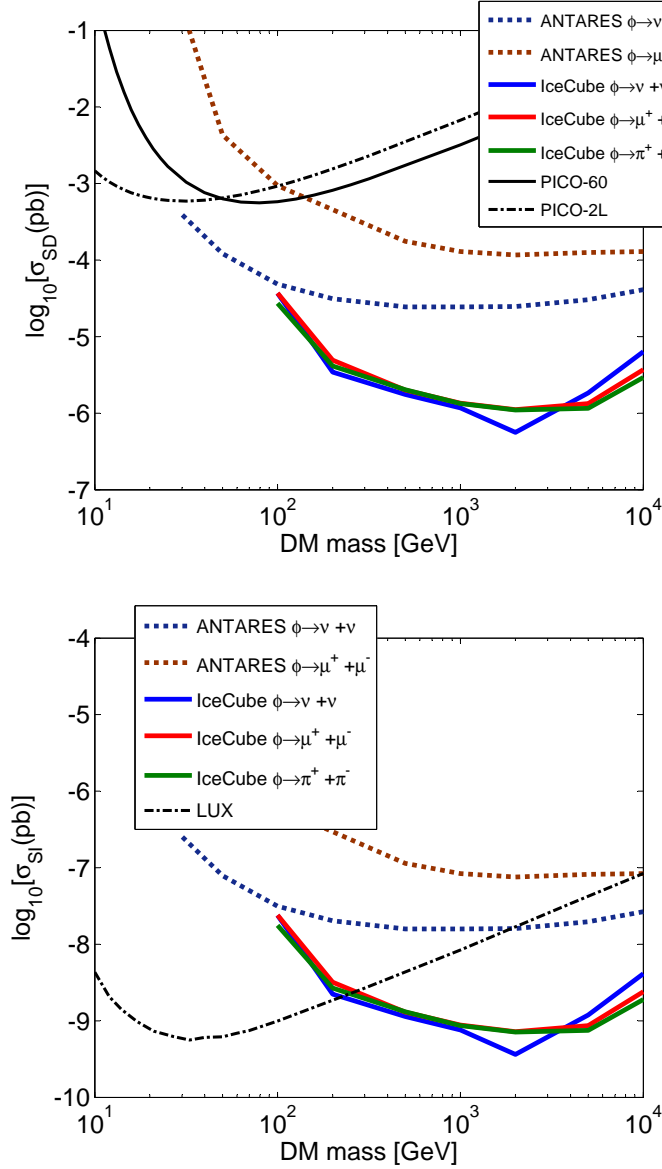 -1
-2
-3
-4
-5
-6
-7
log₁₀[σ_SD(pb)]
10¹ 10² 10³ 10⁴
DM mass [GeV]
ANTARES ϕ→ν
ANTARES ϕ→μ
IceCube ϕ→ν +ν
IceCube ϕ→μ⁺ +
IceCube ϕ→π⁺ +
PICO-60
PICO-2L
ANTARES ϕ→ν +ν
ANTARES ϕ→μ⁺ +μ⁻
IceCube ϕ→ν +ν
IceCube ϕ→μ⁺ +μ⁻
IceCube ϕ→π⁺ +π⁻
LUX
-4
-5
-6
-7
-8
-9
-10
log₁₀[σ_SI(pb)]
10¹ 10² 10³ 10⁴
DM mass [GeV]